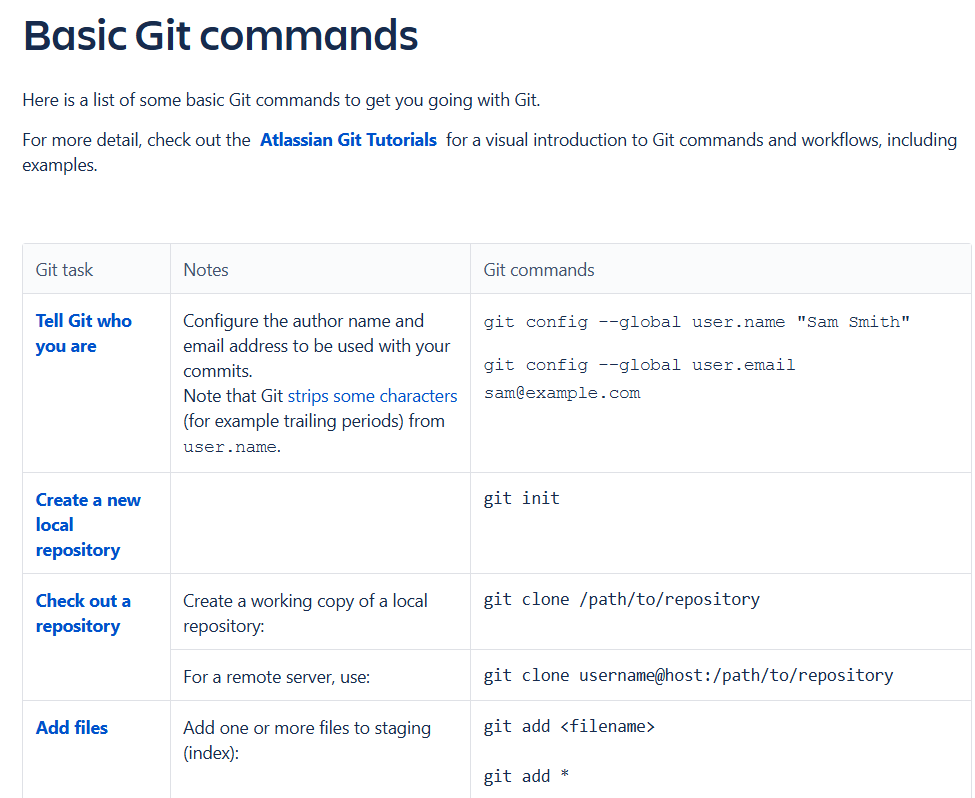 Basic Git commands
Here is a list of some basic Git commands to get you going with Git.
For more detail, check out the Atlassian Git Tutorials for a visual introduction to Git commands and workflows, including
examples.
Git task Notes Git commands
Tell Git who
you are
Configure the author name and
email address to be used with your
commits.
Note that Git strips some characters
(for example trailing periods) from
user.name.
git config --global user.name "Sam Smith"
git config --global user.email
sam@example.com
Create a new
local
repository
git init
Check out a
repository
Create a working copy of a local
repository:
git clone /path/to/repository
For a remote server, use:
git clone username@host:/path/to/repository
Add files
Add one or more files to staging
(index):
git add <filename>
git add *